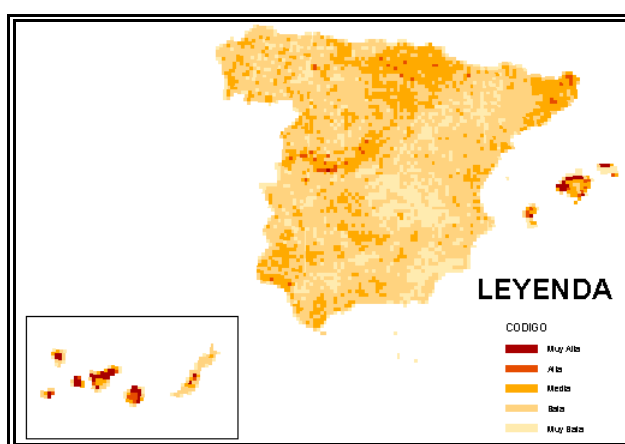 LEYENDA
CODIGO
Muy Alta
Alta
Media
Baja
Muy Baja